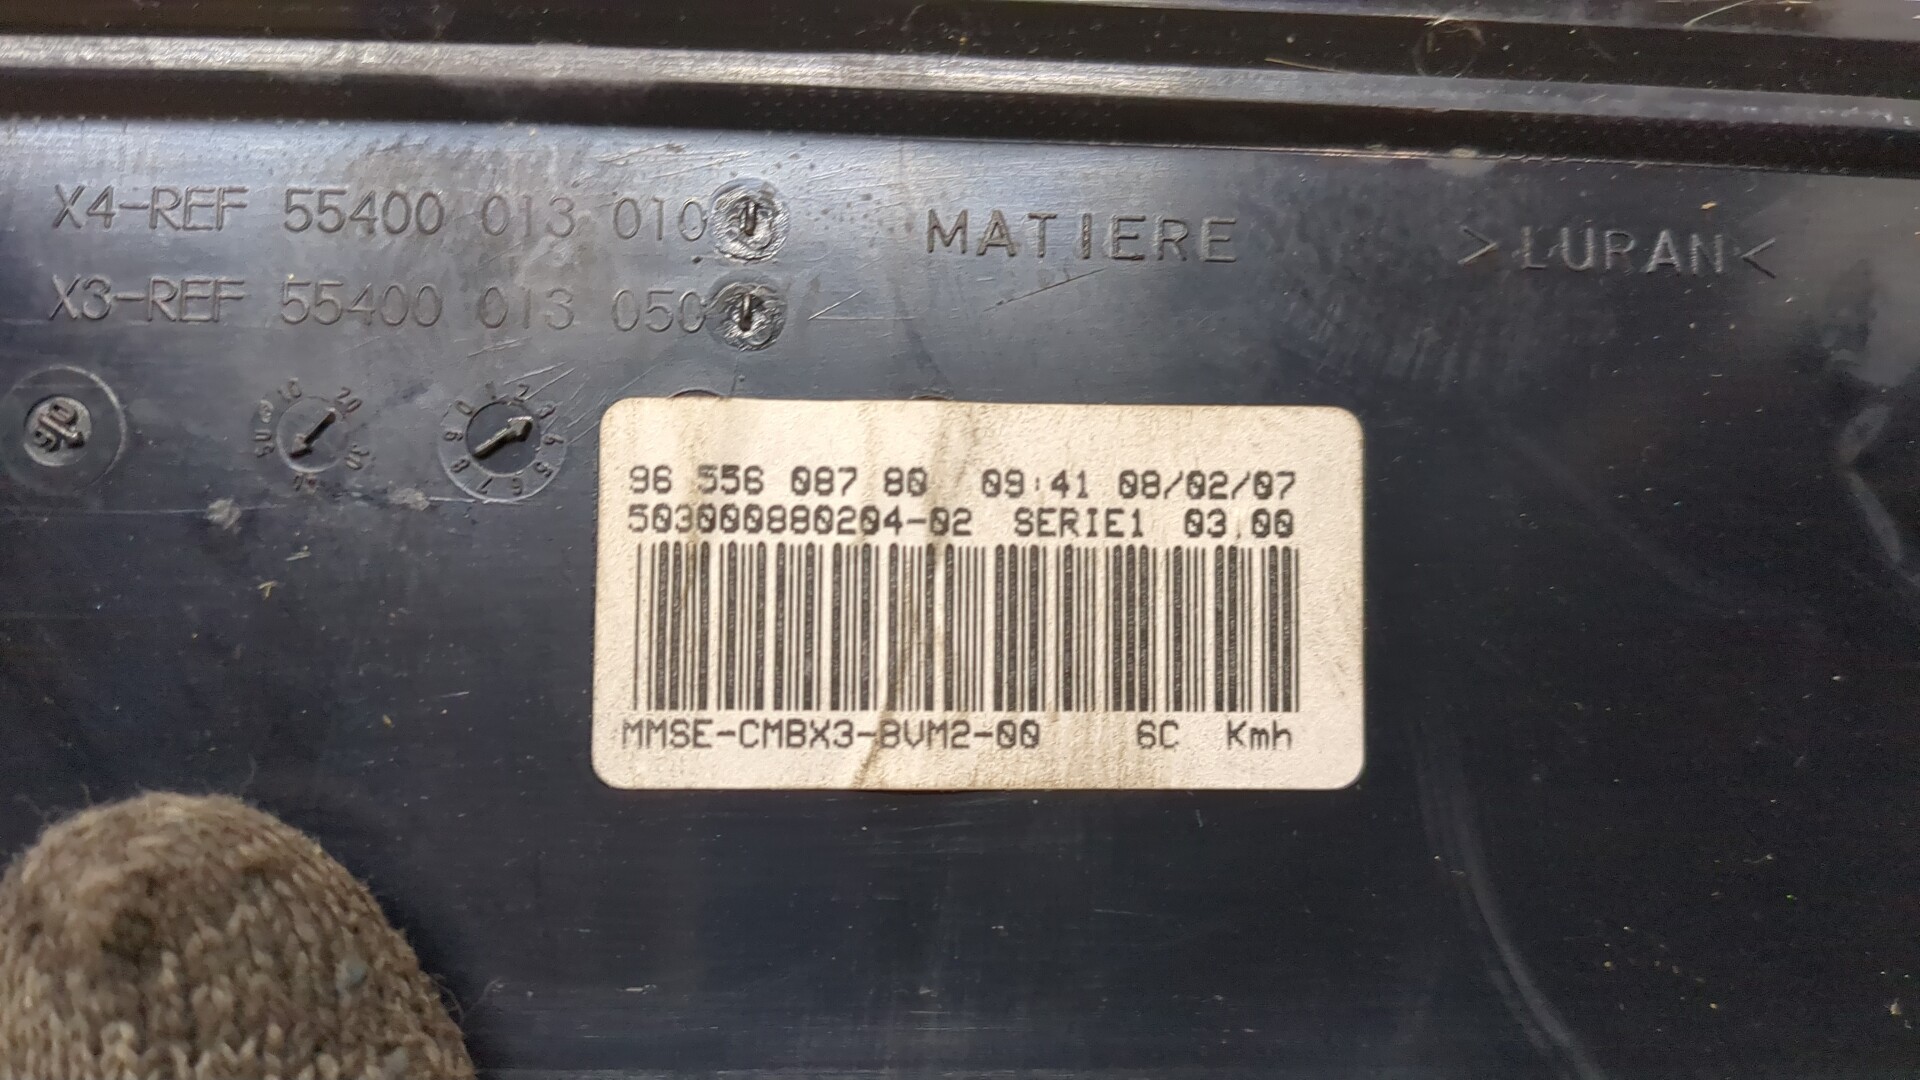 X4-REF 55400 013 010
X3-REF 55400 013 050
MATIERE >LURAN<
96 556 087 80 09:41 08/02/07
503000880204-02 SERIE1 03.00
MMSE-CMBX3-BVM2-00 6C Kmh